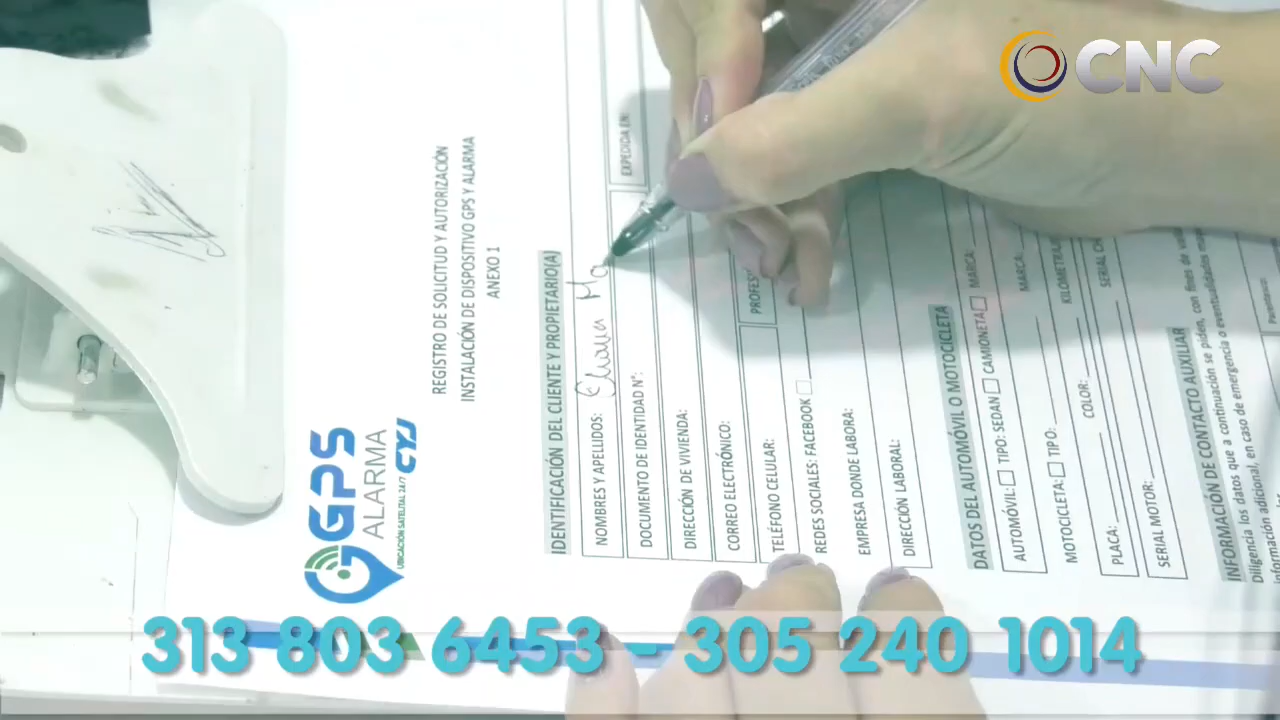 CNC
GPS
ALARMA
UBICACIÓN SATELITAL 24/7 CYJ
REGISTRO DE SOLICITUD Y AUTORIZACIÓN
INSTALACIÓN DE DISPOSITIVO GPS Y ALARMA
ANEXO 1
IDENTIFICACIÓN DEL CLIENTE Y PROPIETARIO(A)
NOMBRES Y APELLIDOS: Eliana Ma
DOCUMENTO DE IDENTIDAD N°: EXPEDIDA EN:
DIRECCIÓN DE VIVIENDA:
CORREO ELECTRÓNICO:
TELÉFONO CELULAR:
REDES SOCIALES: FACEBOOK
EMPRESA DONDE LABORA:
DIRECCIÓN LABORAL:
DATOS DEL AUTOMÓVIL O MOTOCICLETA
AUTOMÓVIL: TIPO: SEDAN CAMIONETA MARCA:
MOTOCICLETA: TIPO: MARCA:
PLACA: COLOR:
SERIAL MOTOR: SERIAL
INFORMACIÓN DE CONTACTO AUXILIAR
Diligencia los datos que a continuación se piden, con fines de
información adicional, en caso de emergencia o eventualidades
313 803 6453 - 305 240 1014